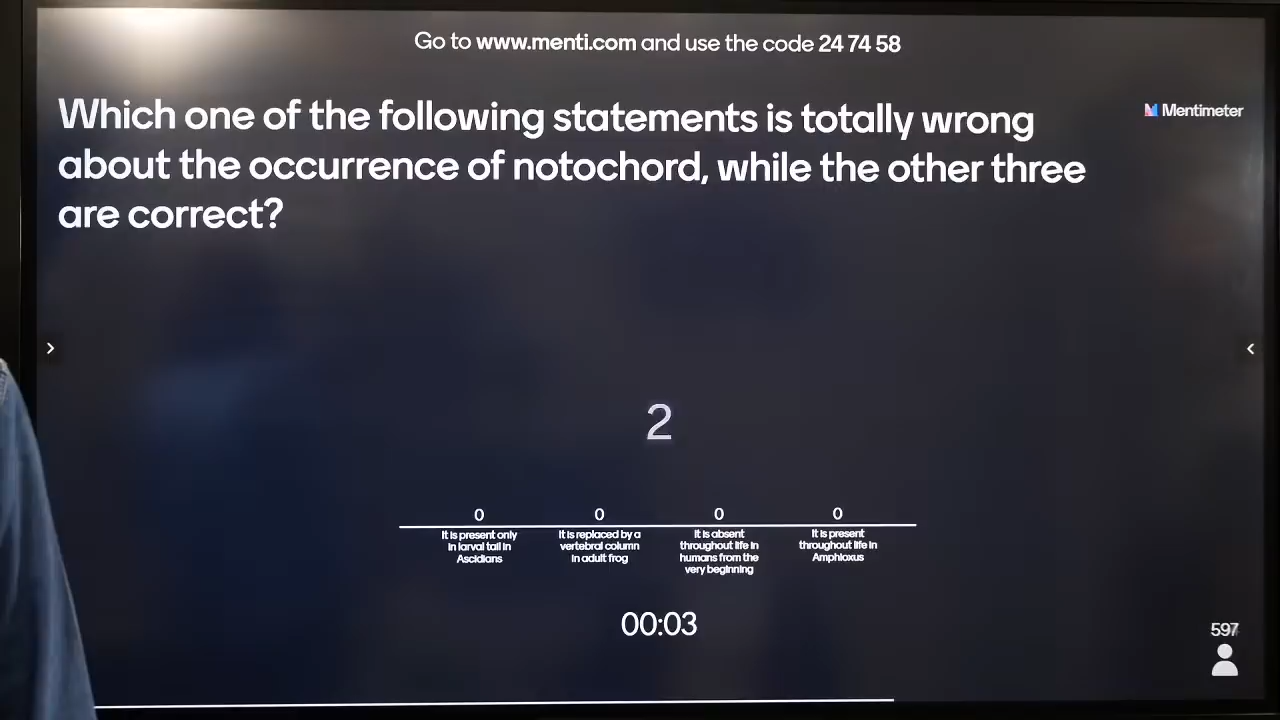 Go to www.menti.com and use the code 24 74 58
Mentimeter
Which one of the following statements is totally wrong
about the occurrence of notochord, while the other three
are correct?
2
0
0
0
0
It is present only
in larval tail in
Ascidians
It is replaced by a
vertebral column
in adult frog
It is absent
throughout life in
humans from the
very beginning
It is present
throughout life in
Amphioxus
00:03
597